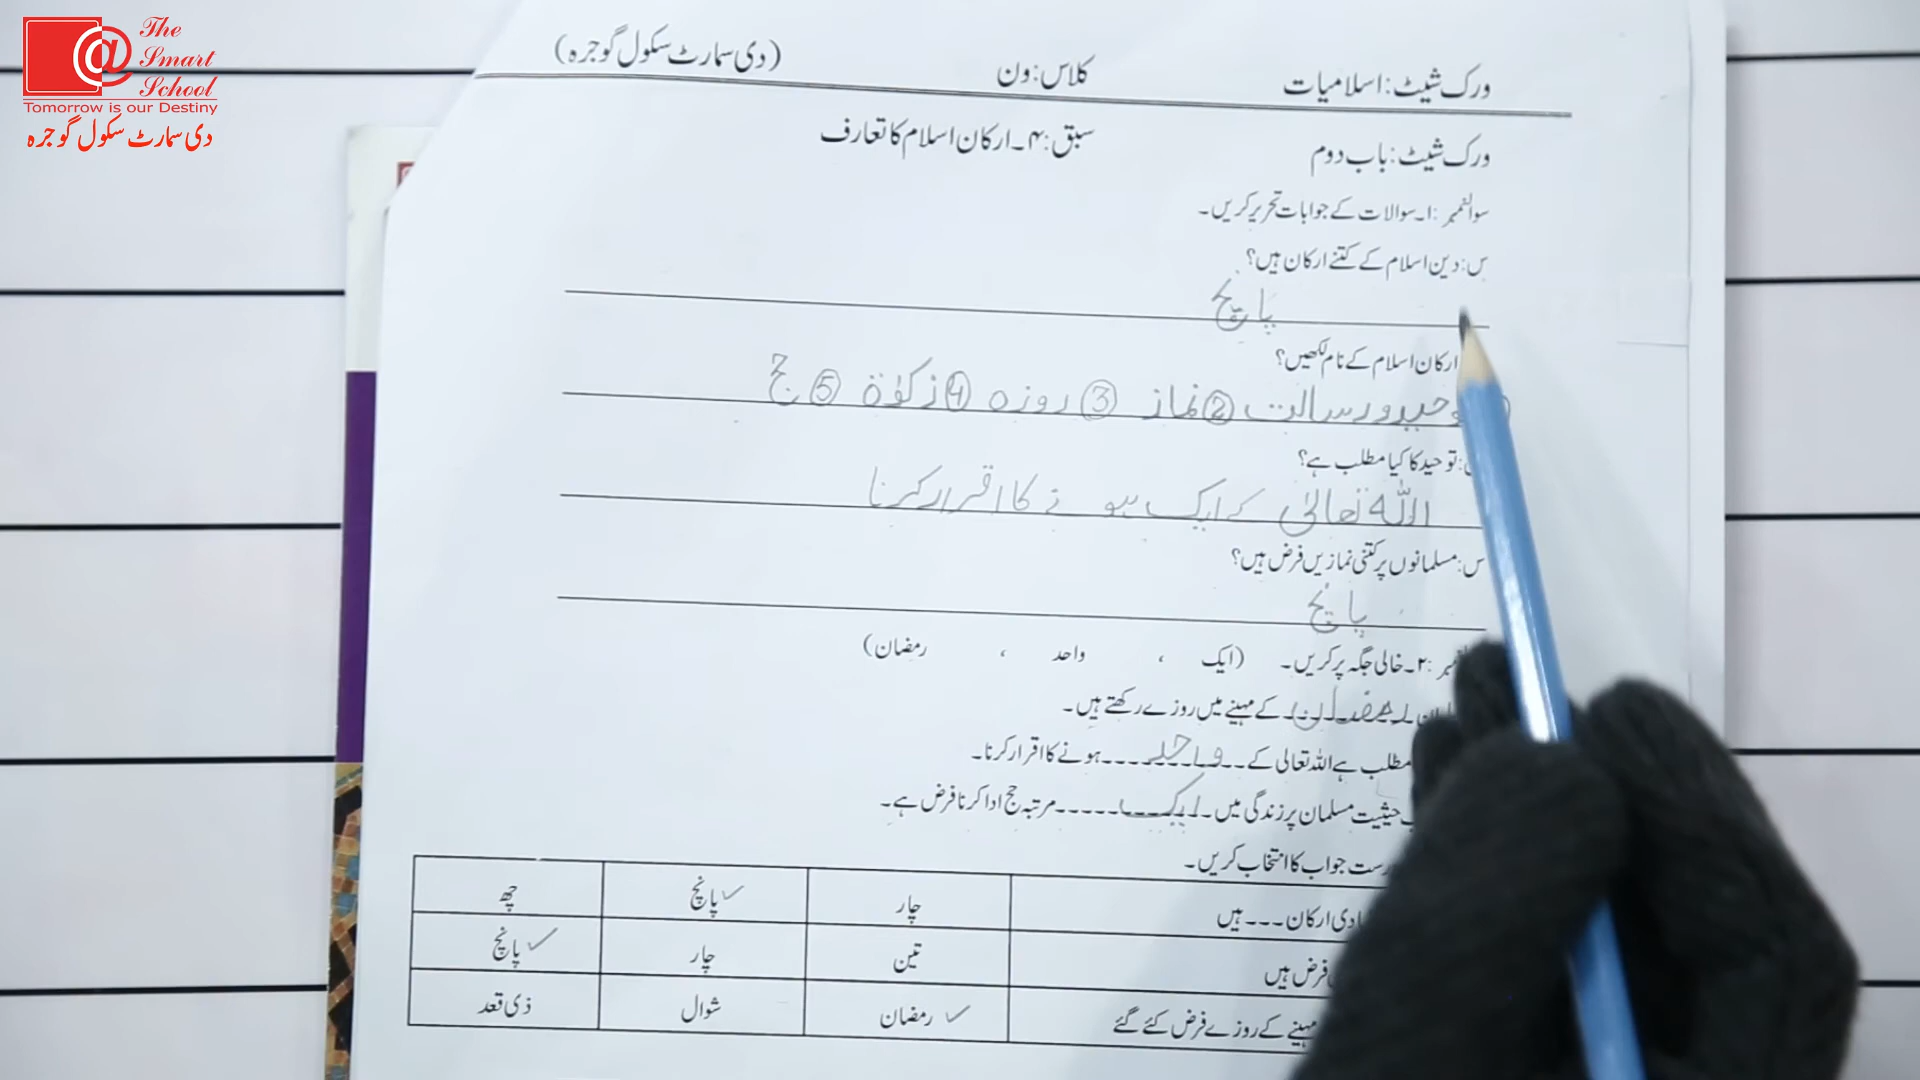 The
Smart
School
Tomorrow is our Destiny
دی سمارٹ سکول گوجرہ
ورک شیٹ: اسلامیات کلاس: ون (دی سمارٹ سکول گوجرہ)
ورک شیٹ: باب دوم سبق: ۴۔ ارکان اسلام کا تعارف
سوالنمبر: ۱۔ سوالات کے جوابات تحریر کریں۔
س: دین اسلام کے کتنے ارکان ہیں؟
پانچ
ارکان اسلام کے نام لکھیں؟
وحید و رسالت ② نماز ③ روزہ ④ زکوٰۃ ⑤ حج
: توحید کا کیا مطلب ہے؟
اللہ تعالیٰ کے ایک ہونے کا اقرار کرنا
س: مسلمانوں پر کتنی نمازیں فرض ہیں؟
پانچ
نمبر: ۲۔ خالی جگہ پر کریں۔ (ایک ، واحد ، رمضان)
رمضان کے مہینے میں روزے رکھتے ہیں۔
مطلب ہے اللہ تعالی کے واحد ہونے کا اقرار کرنا۔
حیثیت مسلمان پر زندگی میں ایک مرتبہ حج ادا کرنا فرض ہے۔
درست جواب کا انتخاب کریں۔
ارکان --- ہیں چار ✓ پانچ چھ
فرض ہیں تین چار ✓ پانچ
مہینے کے روزے فرض کئے گئے ✓ رمضان شوال ذی قعد